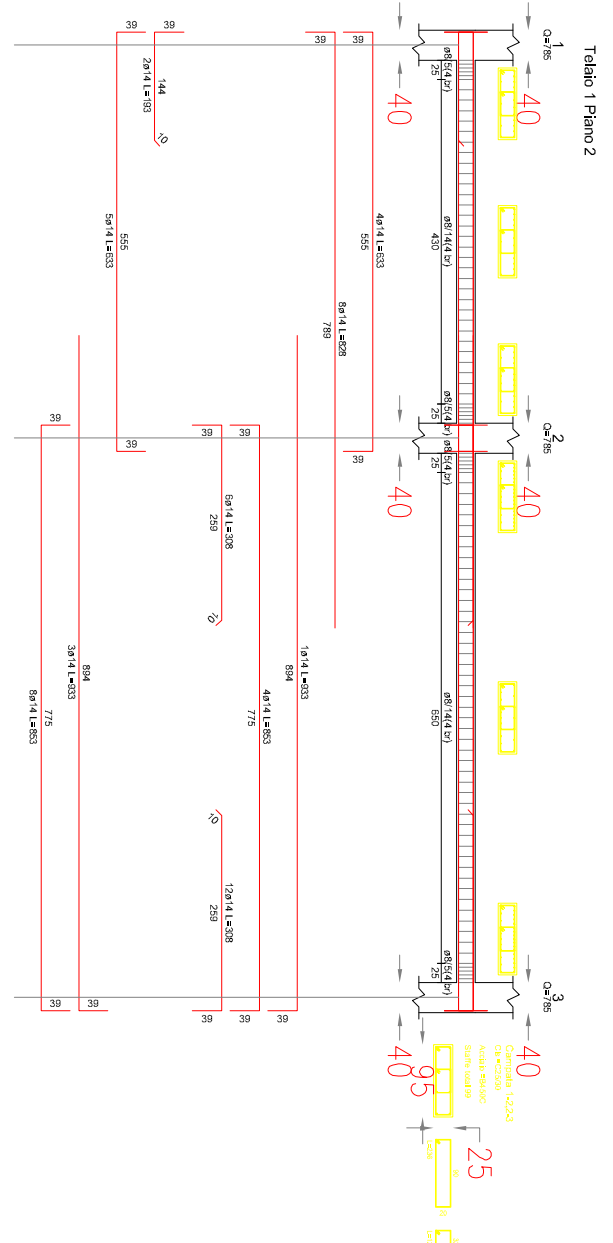 Telaio 1 Piano 2
1
2
3
Q=785
Q=785
Q=785
40
40
40
40
40
40
ø8/5(4 br)
25
ø8/14(4 br)
430
ø8/5(4 br)
25
ø8/5(4 br)
25
ø8/14(4 br)
650
ø8/5(4 br)
25
95
25
39
4ø14 L=633
555
39
39
8ø14 L=828
789
1ø14 L=933
894
39
39
4ø14 L=853
775
39
39
6ø14 L=308
259
10
10
12ø14 L=308
259
39
39
2ø14 L=193
144
10
39
5ø14 L=633
555
39
3ø14 L=933
894
39
39
8ø14 L=853
775
39